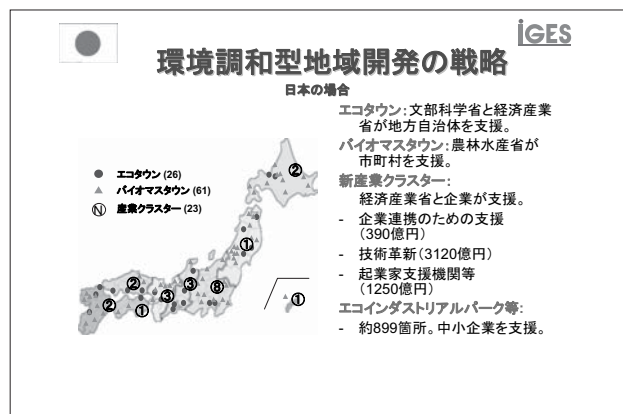 iGES
環境調和型地域開発の戦略
日本の場合
エコタウン:文部科学省と経済産業
省が地方自治体を支援。
バイオマスタウン:農林水産省が
市町村を支援。
新産業クラスター:
経済産業省と企業が支援。
- 企業連携のための支援
(390億円)
- 技術革新(3120億円)
- 起業家支援機関等
(1250億円)
エコインダストリアルパーク等:
- 約899箇所。中小企業を支援。
エコタウン (26)
バイオマスタウン (61)
Ⓝ 産業クラスター (23)
②
①
⑧
③
③
②
②
①
①